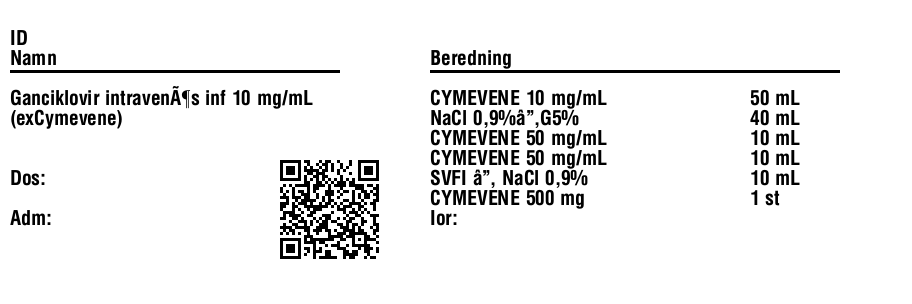 ID
Namn
Ganciklovir intravenÃ¶s inf 10 mg/mL
(exCymevene)
Dos:
Adm:
Beredning
CYMEVENE 10 mg/mL 50 mL
NaCl 0,9%â”,G5% 40 mL
CYMEVENE 50 mg/mL 10 mL
CYMEVENE 50 mg/mL 10 mL
SVFI â”, NaCl 0,9% 10 mL
CYMEVENE 500 mg 1 st
Ior: